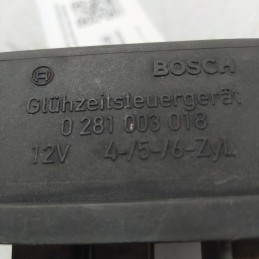 BOSCH
Glühzeitsteuergerät
0 281 003 018
12V 4-/5-/6-Zyl.